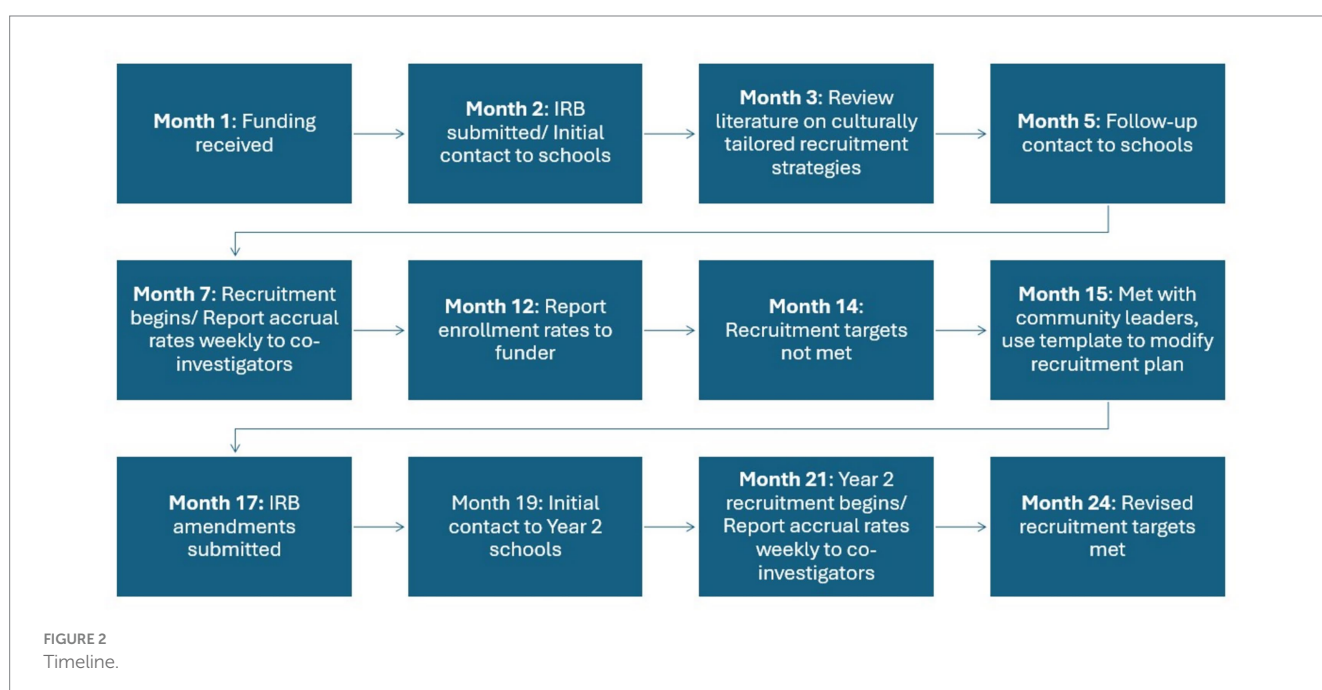 Month 1: Funding
received
Month 2: IRB
submitted/ Initial
contact to schools
Month 3: Review
literature on culturally
tailored recruitment
strategies
Month 5: Follow-up
contact to schools
Month 7: Recruitment
begins/ Report accrual
rates weekly to co-
investigators
Month 12: Report
enrollment rates to
funder
Month 14:
Recruitment targets
not met
Month 15: Met with
community leaders,
use template to modify
recruitment plan
Month 17: IRB
amendments
submitted
Month 19: Initial
contact to Year 2
schools
Month 21: Year 2
recruitment begins/
Report accrual rates
weekly to co-
investigators
Month 24: Revised
recruitment targets
met
FIGURE 2
Timeline.